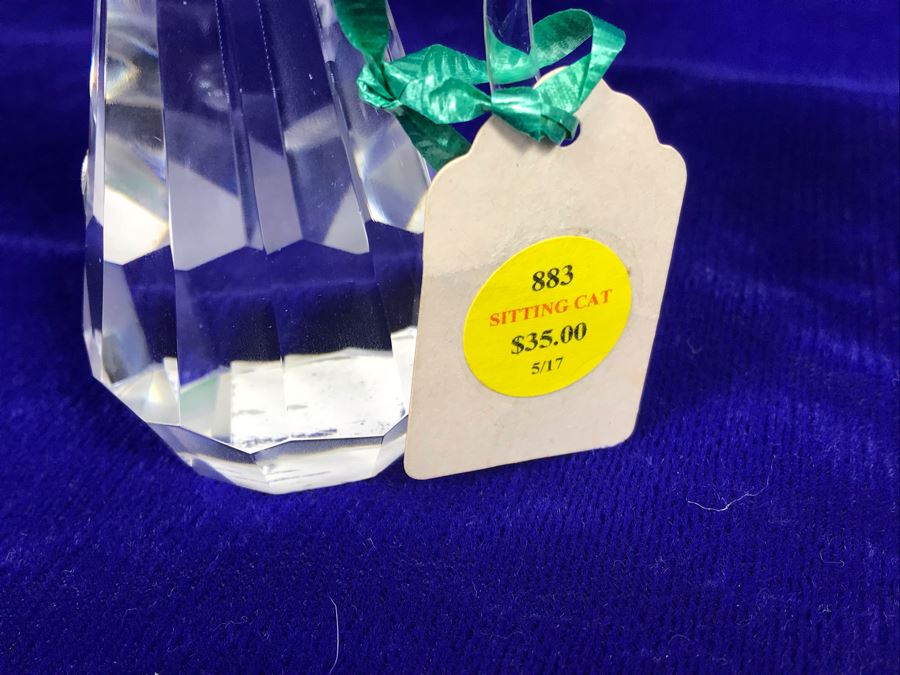 883
SITTING CAT
$35.00
5/17